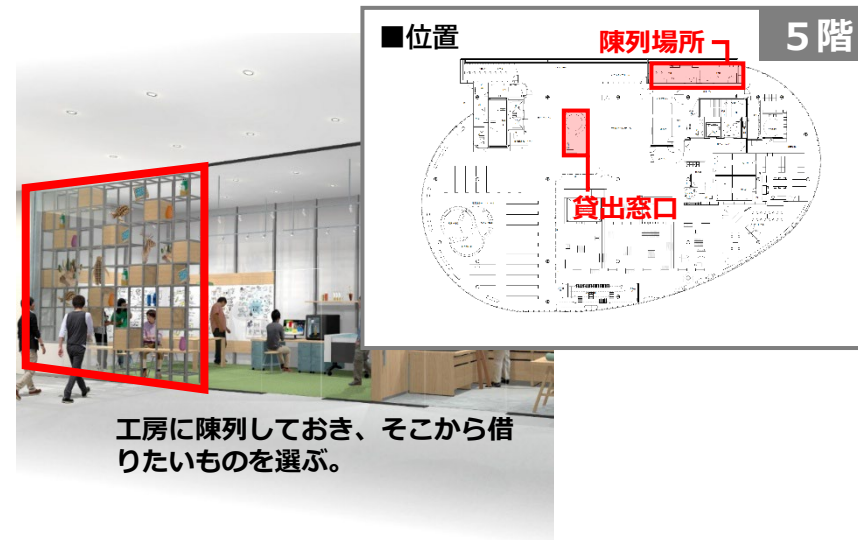 ■位置
5階
陳列場所
貸出窓口
工房に陳列しておき、そこから借
りたいものを選ぶ。